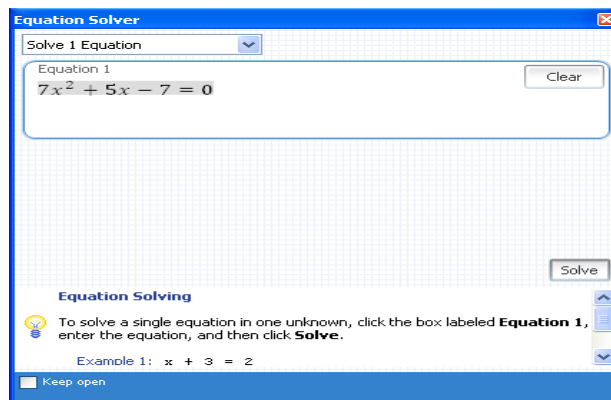 Equation Solver
Solve 1 Equation
Equation 1
Clear
7x² + 5x − 7 = 0
Solve
Equation Solving
To solve a single equation in one unknown, click the box labeled Equation 1,
enter the equation, and then click Solve.
Example 1: x + 3 = 2
Keep open